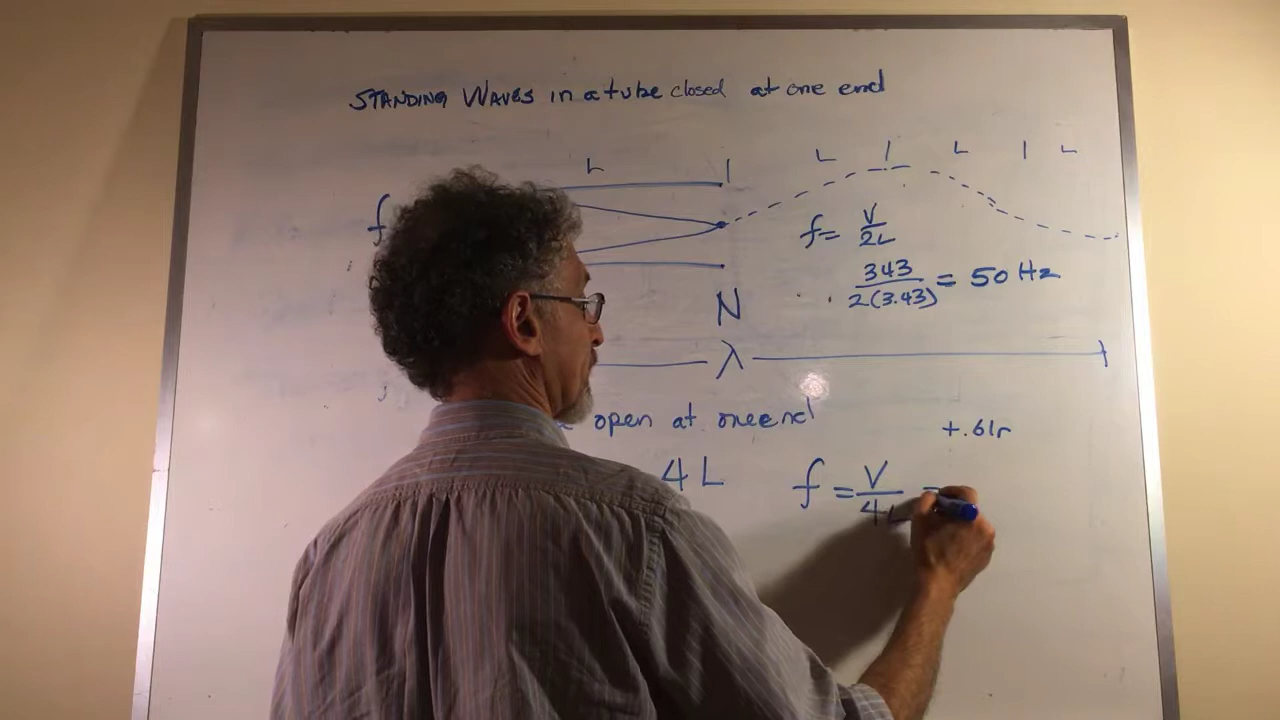 STANDING WAVES in a tube closed at one end
L | L | L | L
f
f = V/2L
343/2(3.43) = 50 Hz
N
λ
open at one end
+.61r
4L f = V/4L =